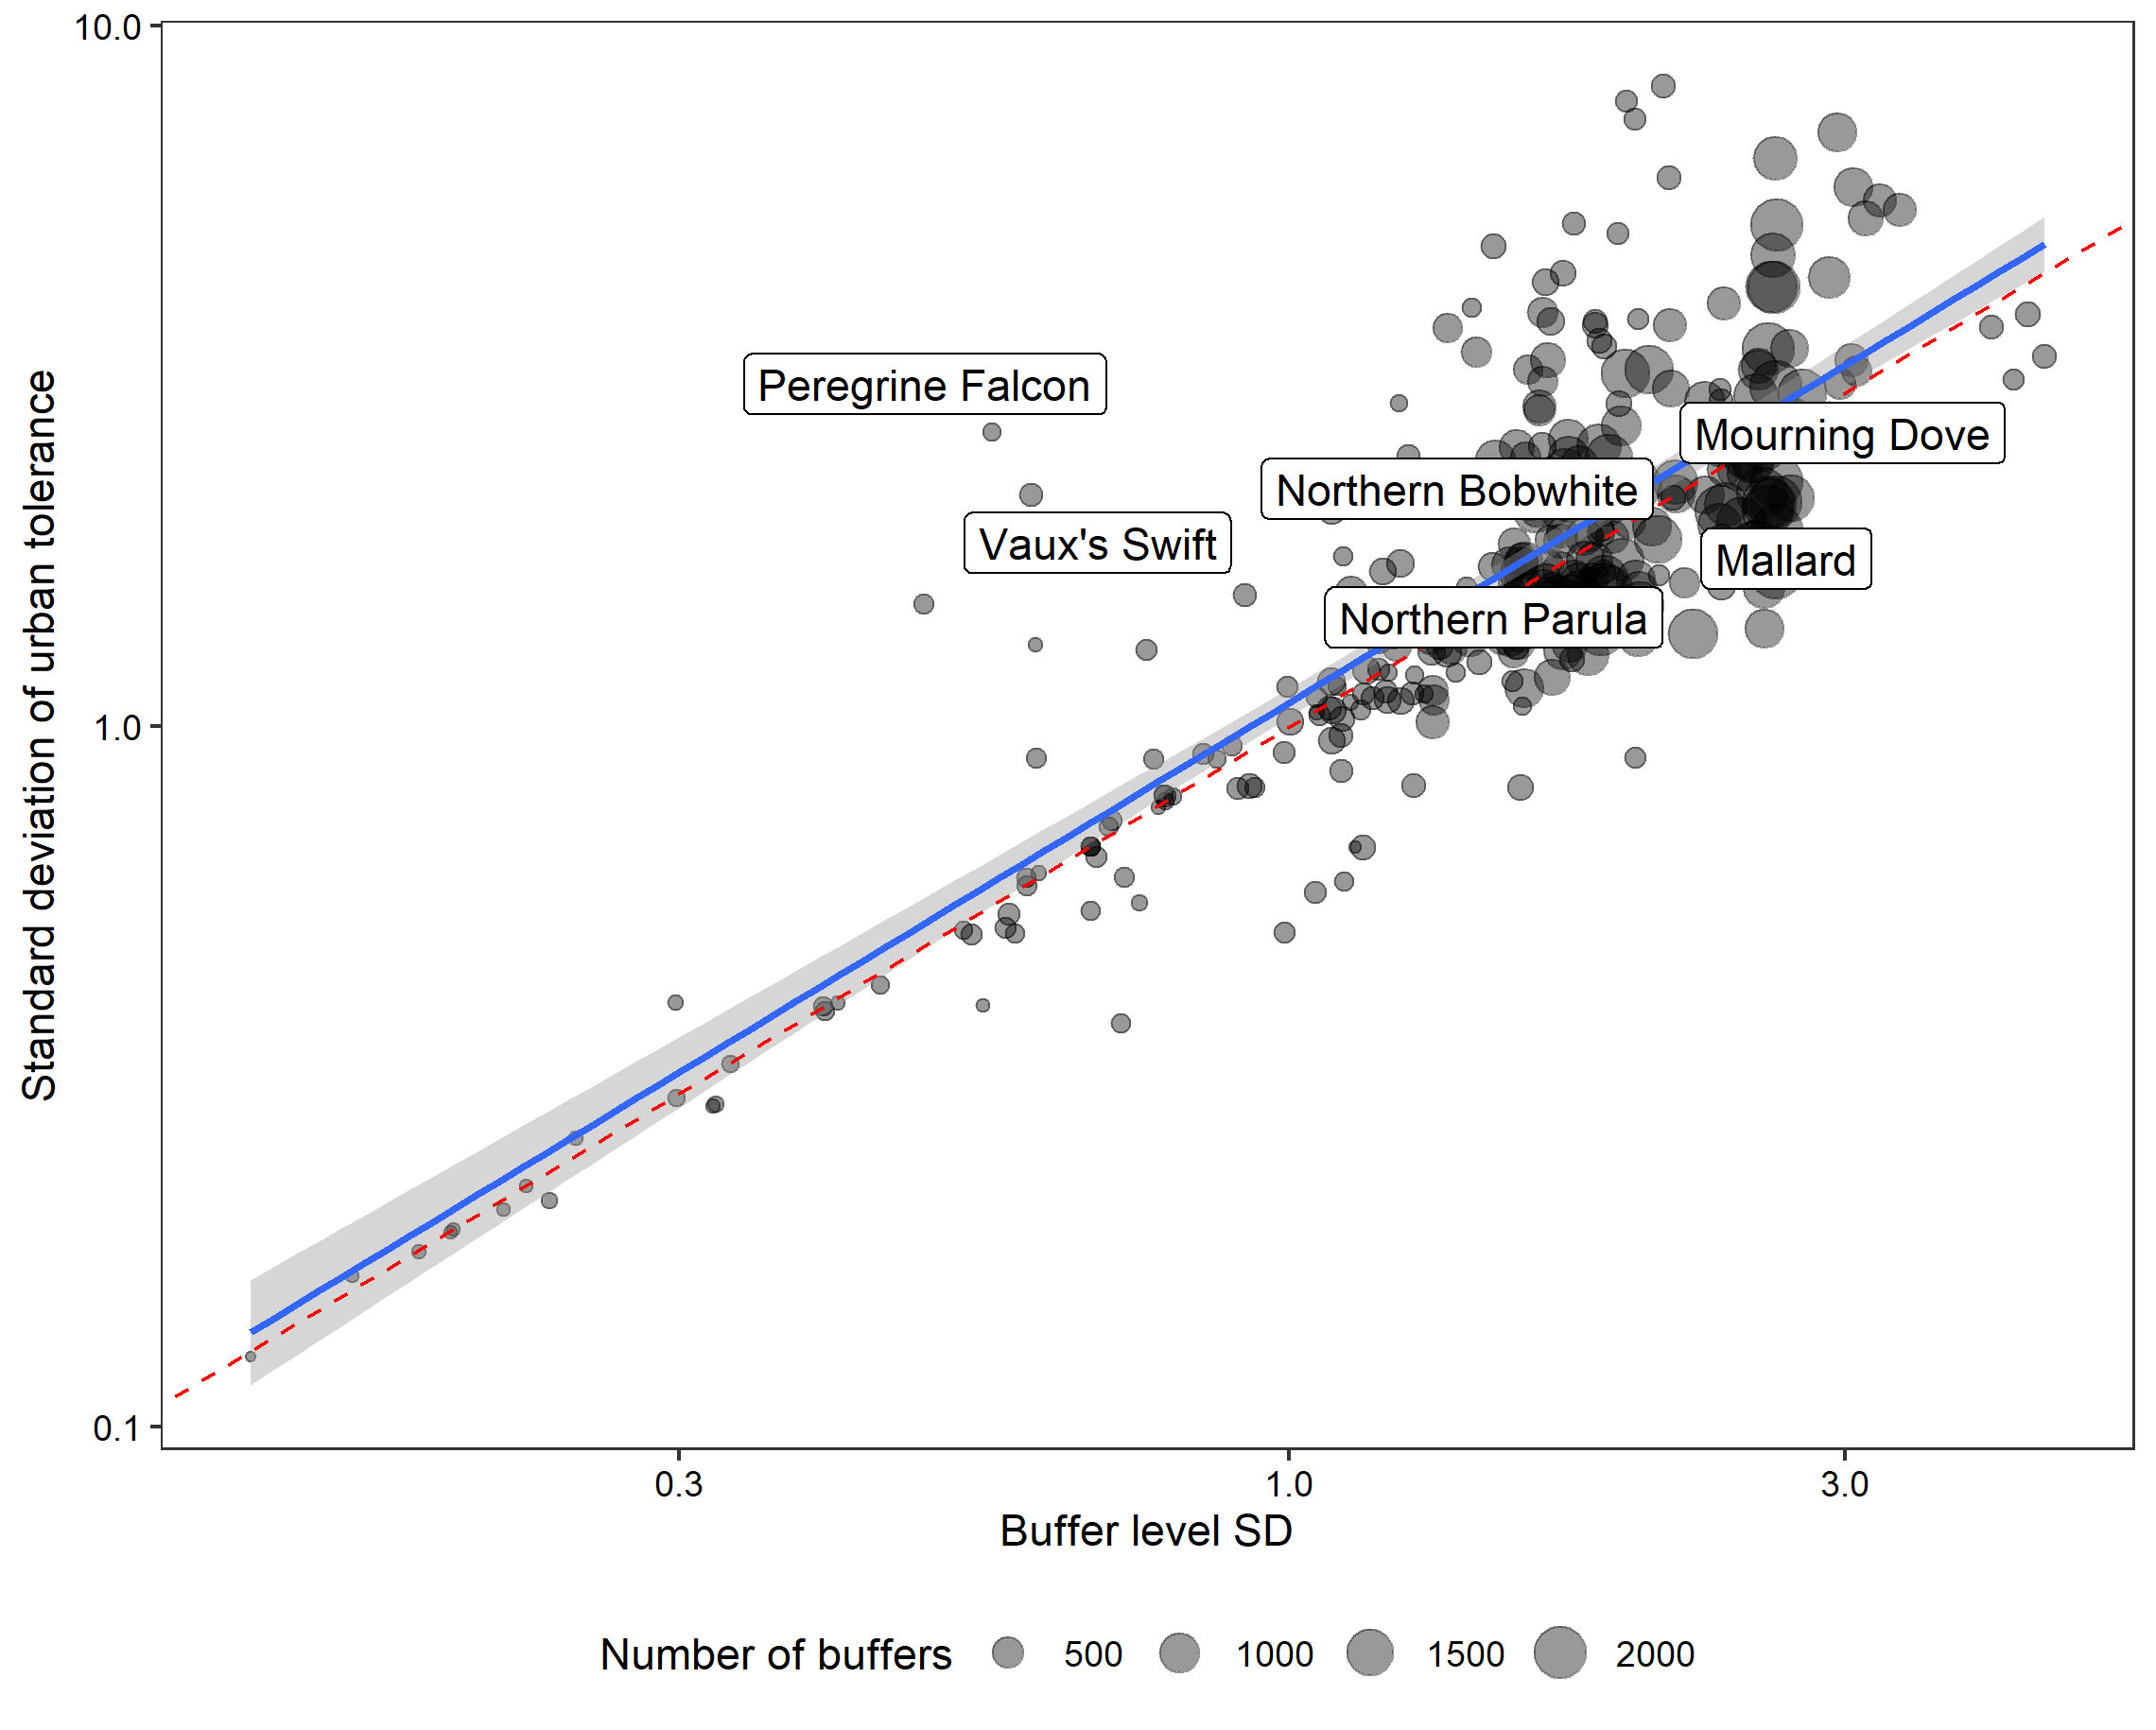 10.0
Peregrine Falcon
Mourning Dove
Northern Bobwhite
Vaux's Swift
Mallard
Northern Parula
Standard deviation of urban tolerance
1.0
0.1
0.3 1.0 3.0
Buffer level SD
Number of buffers 500 1000 1500 2000